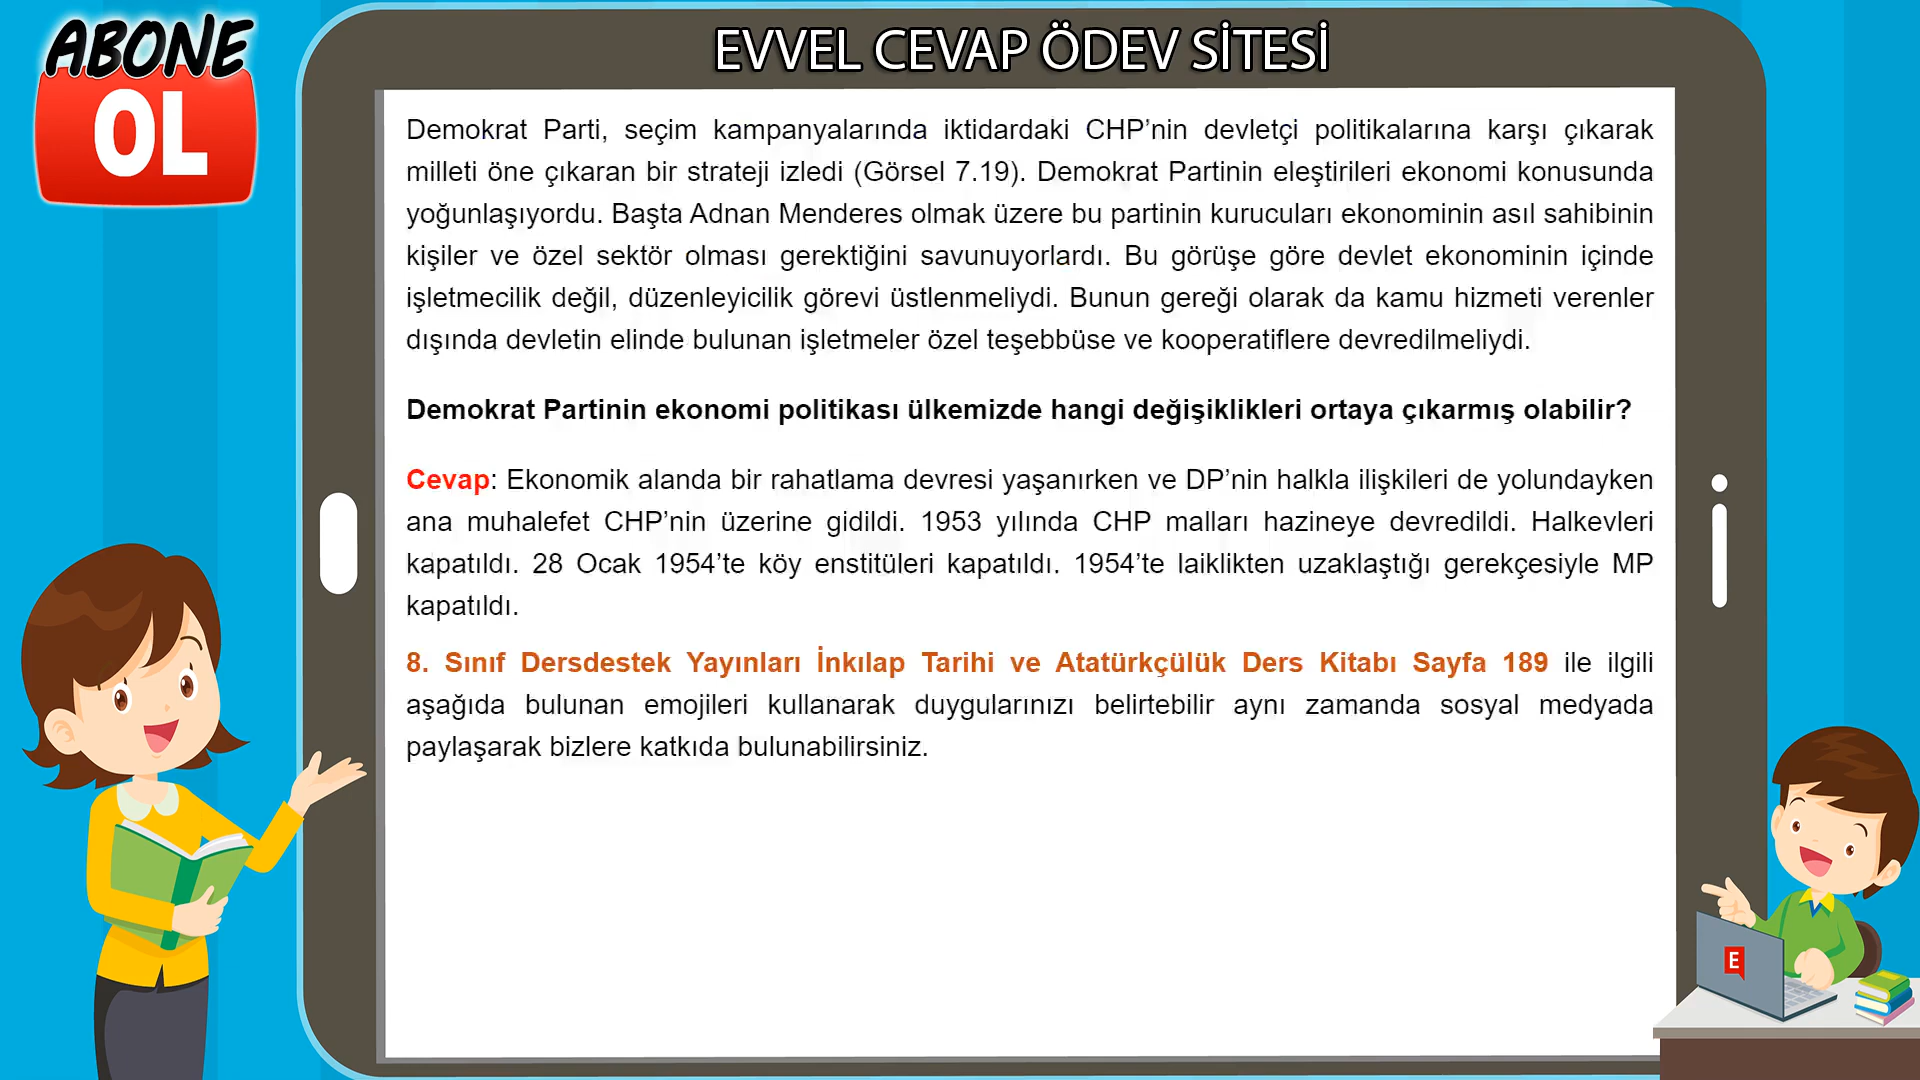 ABONE
OL
EVVEL CEVAP ÖDEV SİTESİ
Demokrat Parti, seçim kampanyalarında iktidardaki CHP’nin devletçi politikalarına karşı çıkarak
milleti öne çıkaran bir strateji izledi (Görsel 7.19). Demokrat Partinin eleştirileri ekonomi konusunda
yoğunlaşıyordu. Başta Adnan Menderes olmak üzere bu partinin kurucuları ekonominin asıl sahibinin
kişiler ve özel sektör olması gerektiğini savunuyorlardı. Bu görüşe göre devlet ekonominin içinde
işletmecilik değil, düzenleyicilik görevi üstlenmeliydi. Bunun gereği olarak da kamu hizmeti verenler
dışında devletin elinde bulunan işletmeler özel teşebbüse ve kooperatiflere devredilmeliydi.
Demokrat Partinin ekonomi politikası ülkemizde hangi değişiklikleri ortaya çıkarmış olabilir?
Cevap: Ekonomik alanda bir rahatlama devresi yaşanırken ve DP’nin halkla ilişkileri de yolundayken
ana muhalefet CHP’nin üzerine gidildi. 1953 yılında CHP malları hazineye devredildi. Halkevleri
kapatıldı. 28 Ocak 1954’te köy enstitüleri kapatıldı. 1954’te laiklikten uzaklaştığı gerekçesiyle MP
kapatıldı.
8. Sınıf Dersdestek Yayınları İnkılap Tarihi ve Atatürkçülük Ders Kitabı Sayfa 189 ile ilgili
aşağıda bulunan emojileri kullanarak duygularınızı belirtebilir aynı zamanda sosyal medyada
paylaşarak bizlere katkıda bulunabilirsiniz.
E